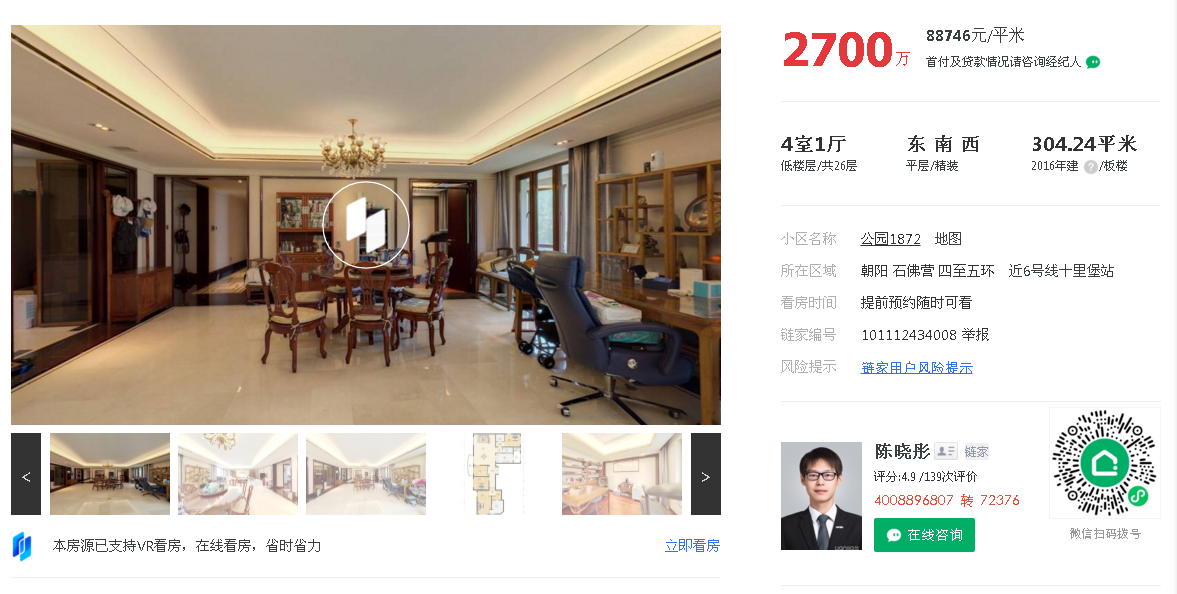 2700万
88746元/平米
首付及贷款情况请咨询经纪人
4室1厅
低楼层/共26层
东 南 西
平层/精装
304.24平米
2016年建 ?/板楼
小区名称 公园1872 地图
所在区域 朝阳 石佛营 四至五环 近6号线十里堡站
看房时间 提前预约随时可看
链家编号 101112434008 举报
风险提示 链家用户风险提示
陈晓彤 链家
评分:4.9 /139次评价
4008896807 转 72376
在线咨询
微信扫码拨号
<
>
本房源已支持VR看房，在线看房，省时省力
立即看房